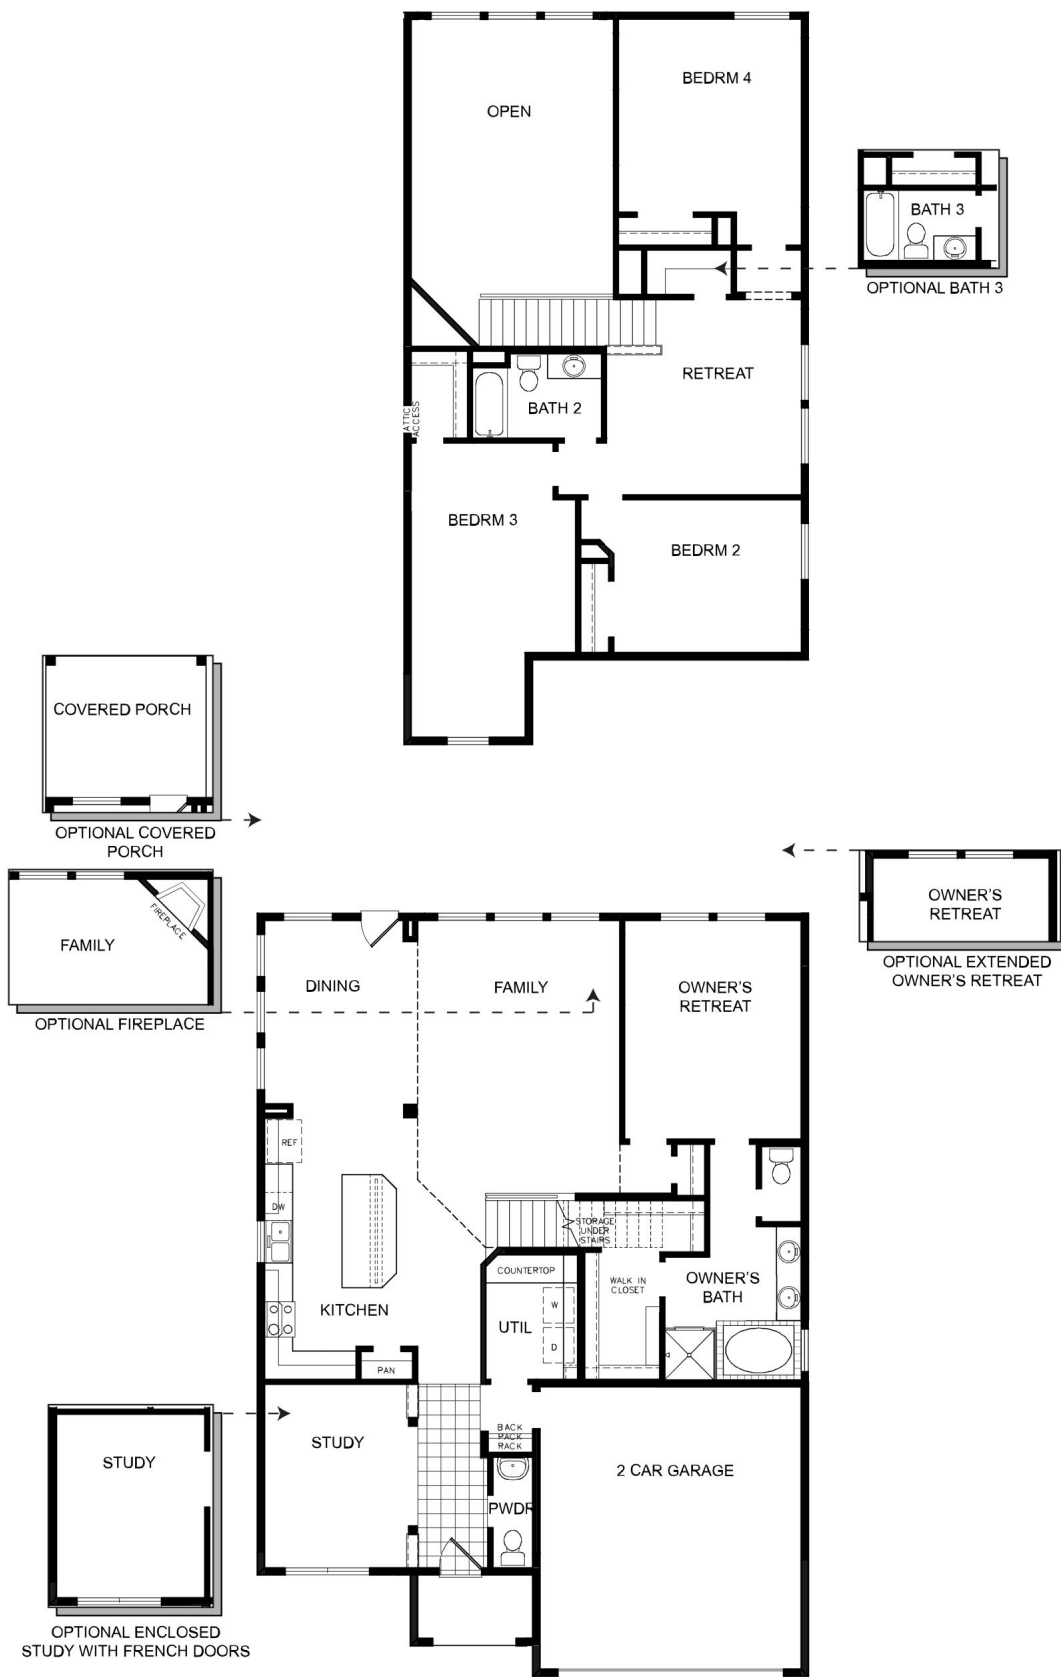 BEDRM 4
OPEN
BATH 3
OPTIONAL BATH 3
RETREAT
BATH 2
ATTIC
ACCESS
BEDRM 3
BEDRM 2
COVERED PORCH
OPTIONAL COVERED
PORCH
FIREPLACE
FAMILY
OPTIONAL FIREPLACE
OWNER'S
RETREAT
OPTIONAL EXTENDED
OWNER'S RETREAT
DINING
FAMILY
OWNER'S
RETREAT
REF
DW
STORAGE
UNDER
STAIRS
COUNTERTOP
WALK IN
CLOSET
OWNER'S
BATH
W
KITCHEN
UTIL
D
PAN
STUDY
BACK
PACK
RACK
2 CAR GARAGE
PWDR
STUDY
OPTIONAL ENCLOSED
STUDY WITH FRENCH DOORS